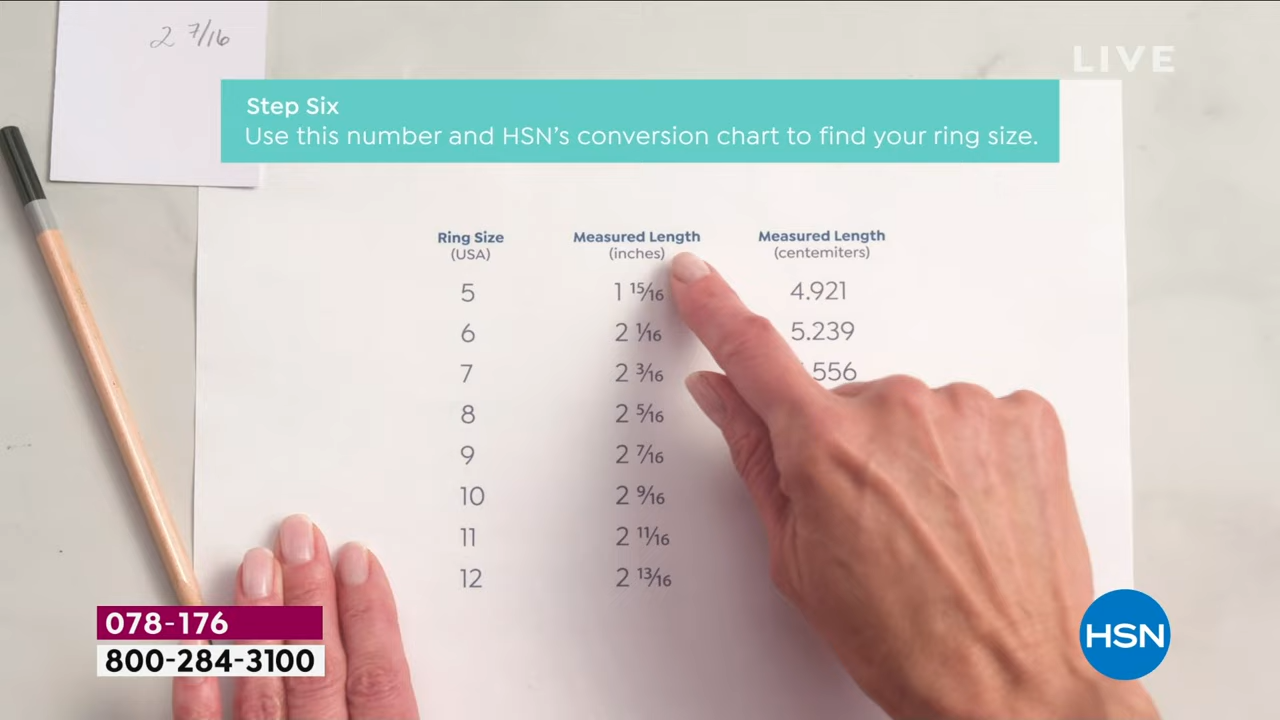 2 7/16
LIVE
Step Six
Use this number and HSN's conversion chart to find your ring size.
Ring Size Measured Length Measured Length
(USA) (inches) (centemiters)
5 1 15/16 4.921
6 2 1/16 5.239
7 2 3/16 .556
8 2 5/16
9 2 7/16
10 2 9/16
11 2 11/16
12 2 13/16
078-176
800-284-3100
HSN